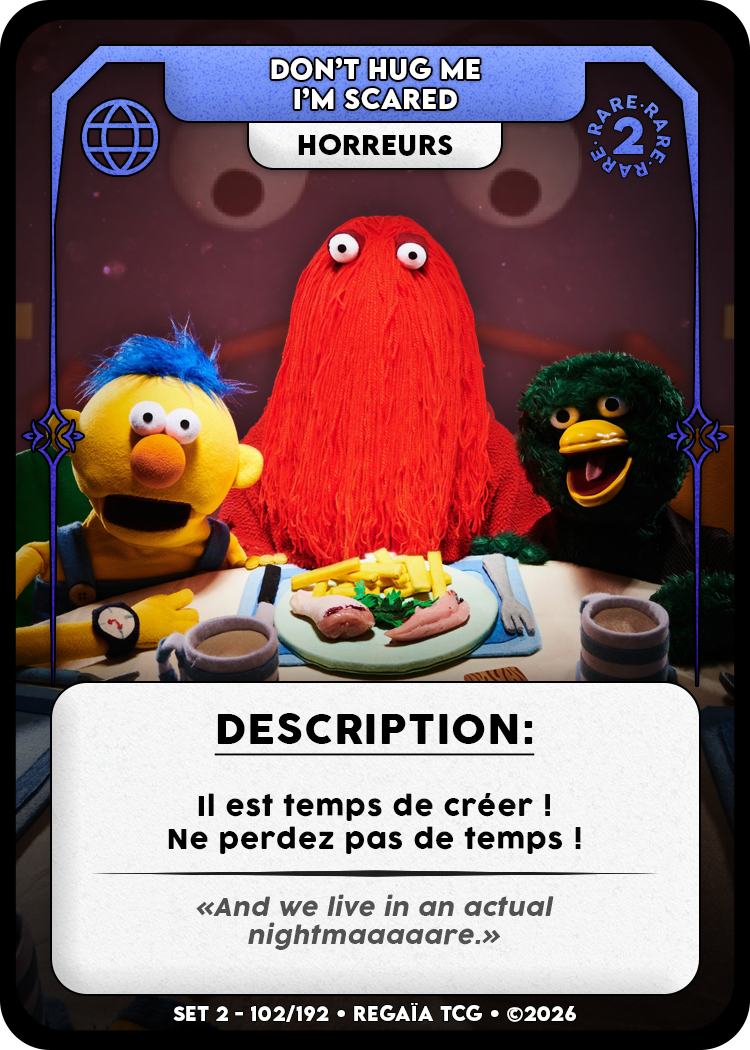 DON'T HUG ME
I'M SCARED
HORREURS
RARE·RARE·RARE·RARE·
2
DESCRIPTION:
Il est temps de créer !
Ne perdez pas de temps !
«And we live in an actual
nightmaaaaare.»
SET 2 - 102/192 • REGAÏA TCG • ©2026